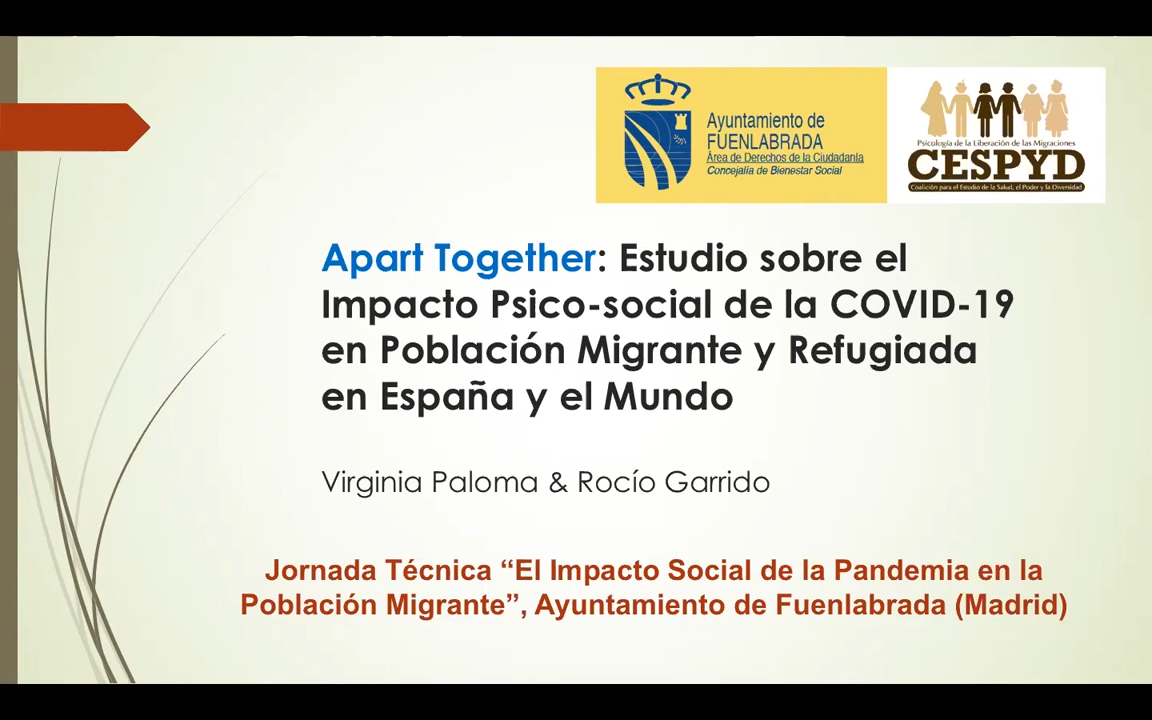 Ayuntamiento de
FUENLABRADA
Área de Derechos de la Ciudadanía
Concejalía de Bienestar Social
Psicología de la Liberación de las Migraciones
CESPYD
Coalición para el Estudio de la Salud, el Poder y la Diversidad
Apart Together: Estudio sobre el
Impacto Psico-social de la COVID-19
en Población Migrante y Refugiada
en España y el Mundo
Virginia Paloma & Rocío Garrido
Jornada Técnica “El Impacto Social de la Pandemia en la
Población Migrante”, Ayuntamiento de Fuenlabrada (Madrid)